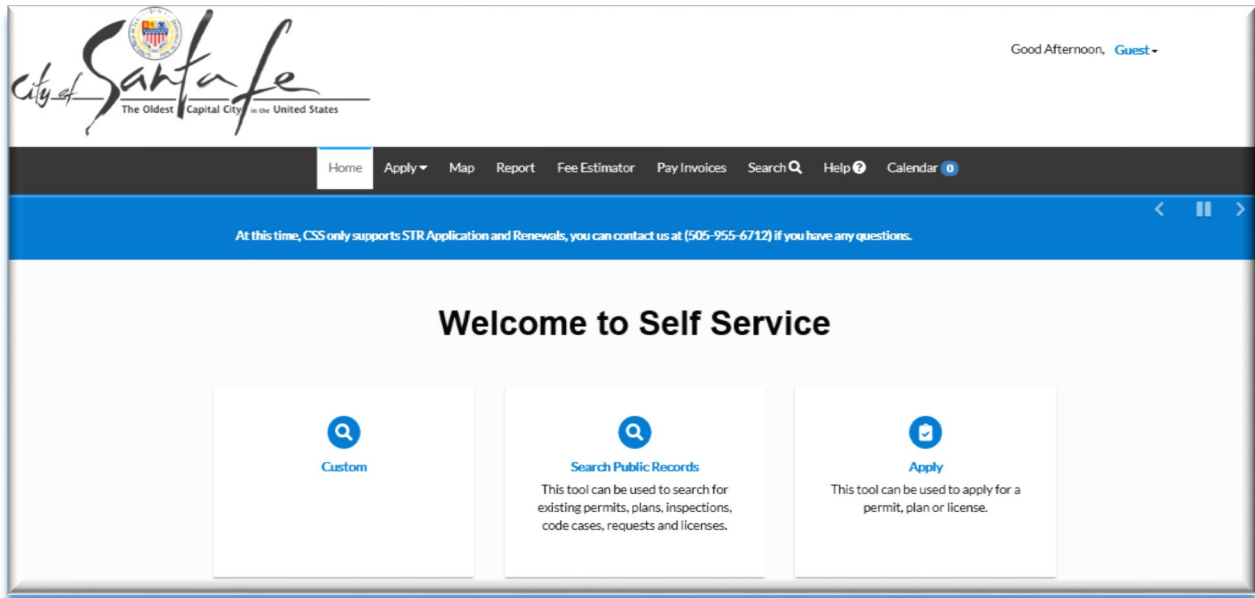 City of Santa Fe
The Oldest Capital City in the United States
Good Afternoon, Guest
Home Apply Map Report Fee Estimator Pay Invoices Search Help Calendar 0
At this time, CSS only supports STR Application and Renewals, you can contact us at (505-955-6712) if you have any questions.
Welcome to Self Service
Custom
Search Public Records
This tool can be used to search for
existing permits, plans, inspections,
code cases, requests and licenses.
Apply
This tool can be used to apply for a
permit, plan or license.